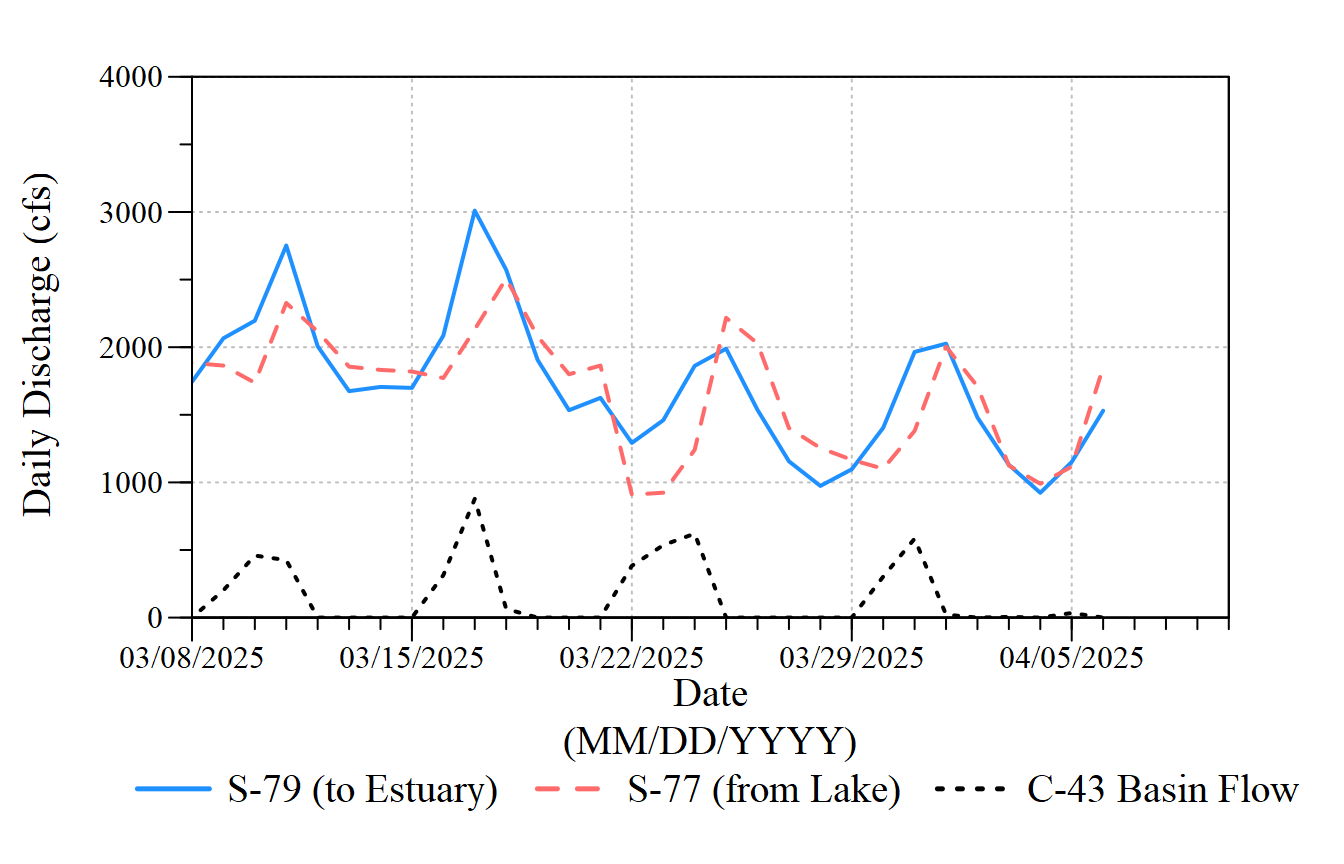 4000
3000
2000
1000
0
Daily Discharge (cfs)
03/08/2025 03/15/2025 03/22/2025 03/29/2025 04/05/2025
Date
(MM/DD/YYYY)
S-79 (to Estuary) S-77 (from Lake) C-43 Basin Flow